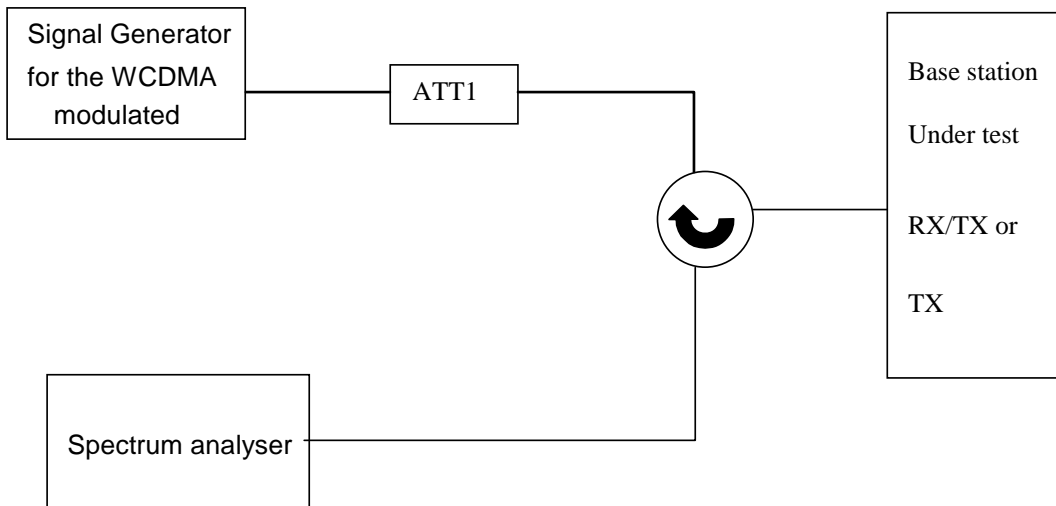 Signal Generator
for the WCDMA
modulated
ATT1
Base station
Under test
RX/TX or
TX
Spectrum analyser